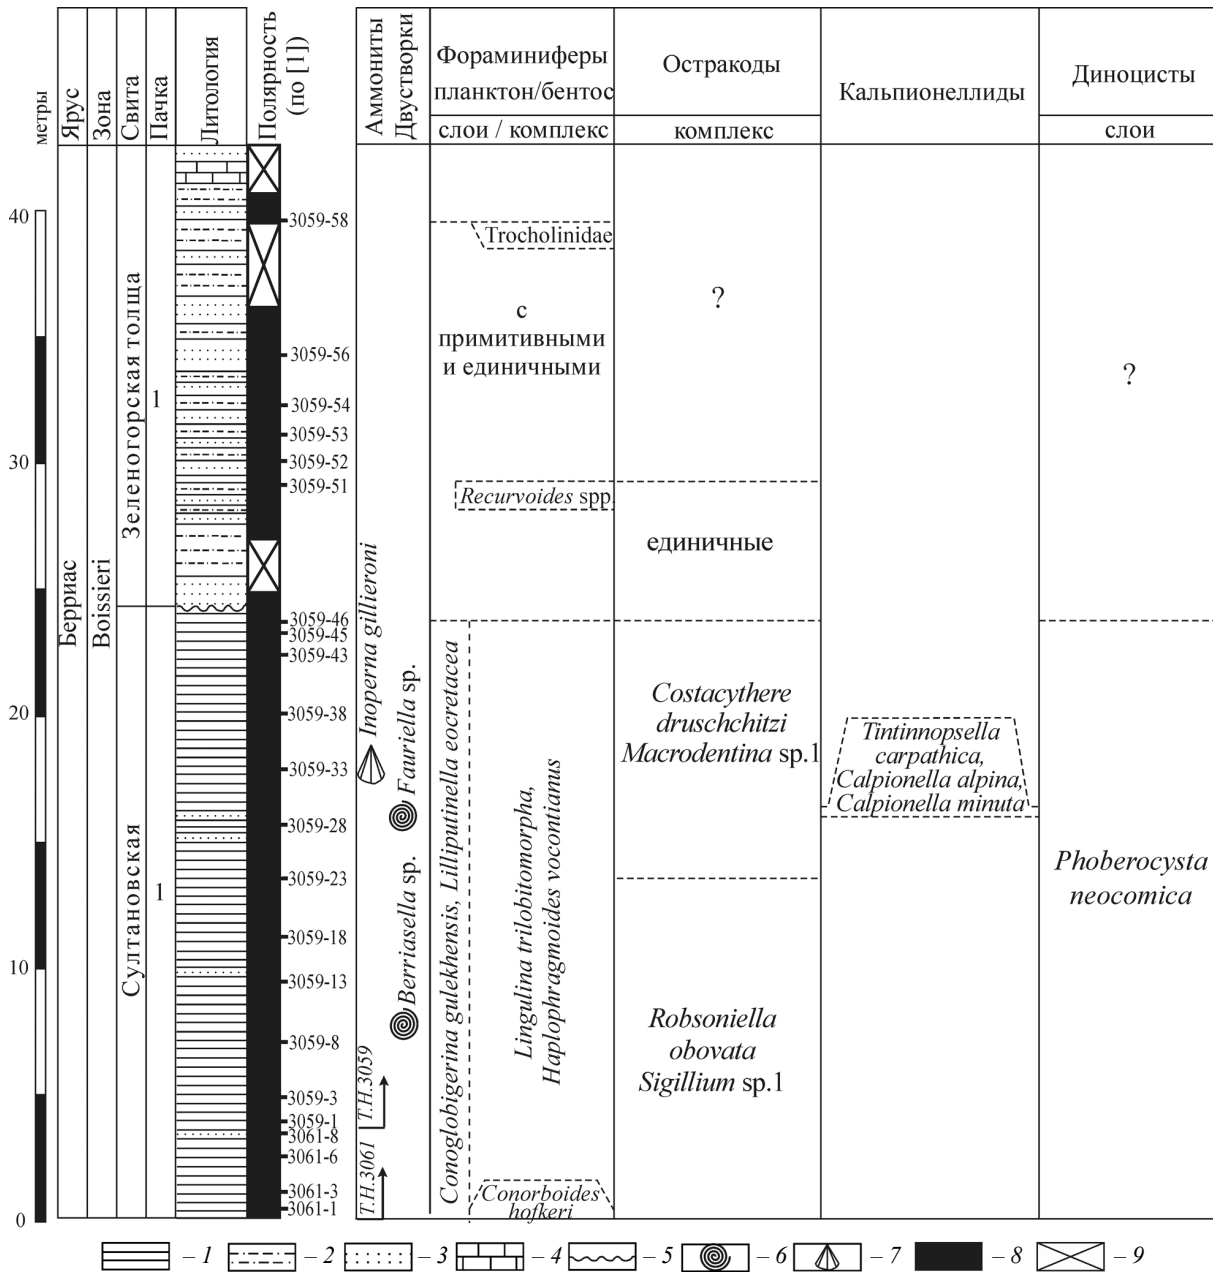 метры
Ярус
Зона
Свита
Пачка
Литология
Полярность
(по [1])
Аммониты
Двустворки
Фораминиферы
планктон/бентос
слои / комплекс
Остракоды
комплекс
Кальпионеллиды
Диноцисты
слои
40
30
20
10
0
Берриас
Boissieri
Зеленогорская толща
Султановская
1
1
3059-58
3059-56
3059-54
3059-53
3059-52
3059-51
3059-46
3059-45
3059-43
3059-38
3059-33
3059-28
3059-23
3059-18
3059-13
3059-8
3059-3
3059-1
3061-8
3061-6
3061-3
3061-1
Inoperna gillieroni
Fauriella sp.
Berriasella sp.
Т.Н.3059
Т.Н.3061
Trocholinidae
с
примитивными
и единичными
Recurvoides spp.
Conoglobigerina gulekhensis, Lilliputinella eocretacea
Lingulina trilobitomorpha,
Haplophragmoides vocontianus
Conorboides
hofkeri
?
единичные
Costacythere
druschchitzi
Macrodentina sp.1
Robsoniella
obovata
Sigillium sp.1
Tintinnopsella
carpathica,
Calpionella alpina,
Calpionella minuta
?
Phoberocysta
neocomica
– 1
– 2
– 3
– 4
– 5
– 6
– 7
– 8
– 9